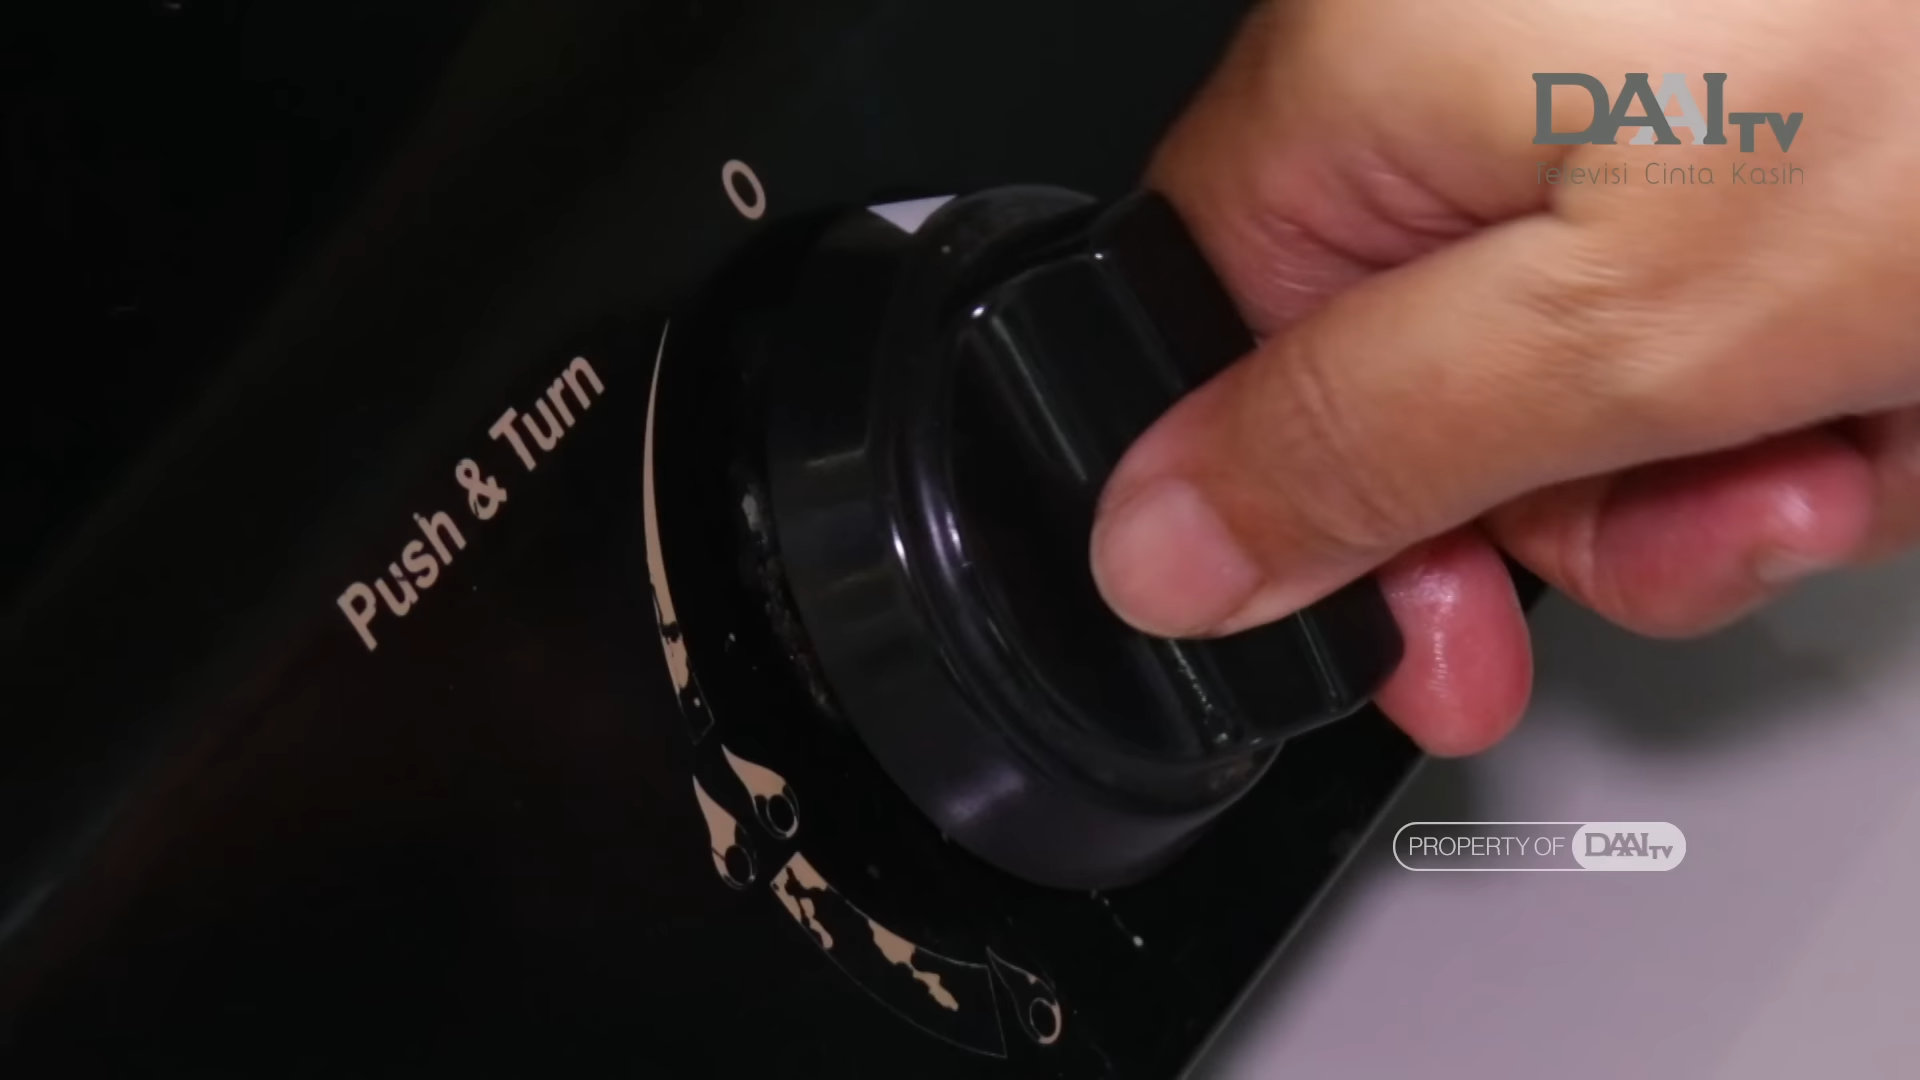 DAAI TV
Televisi Cinta Kasih
O
Push & Turn
PROPERTY OF DAAI TV